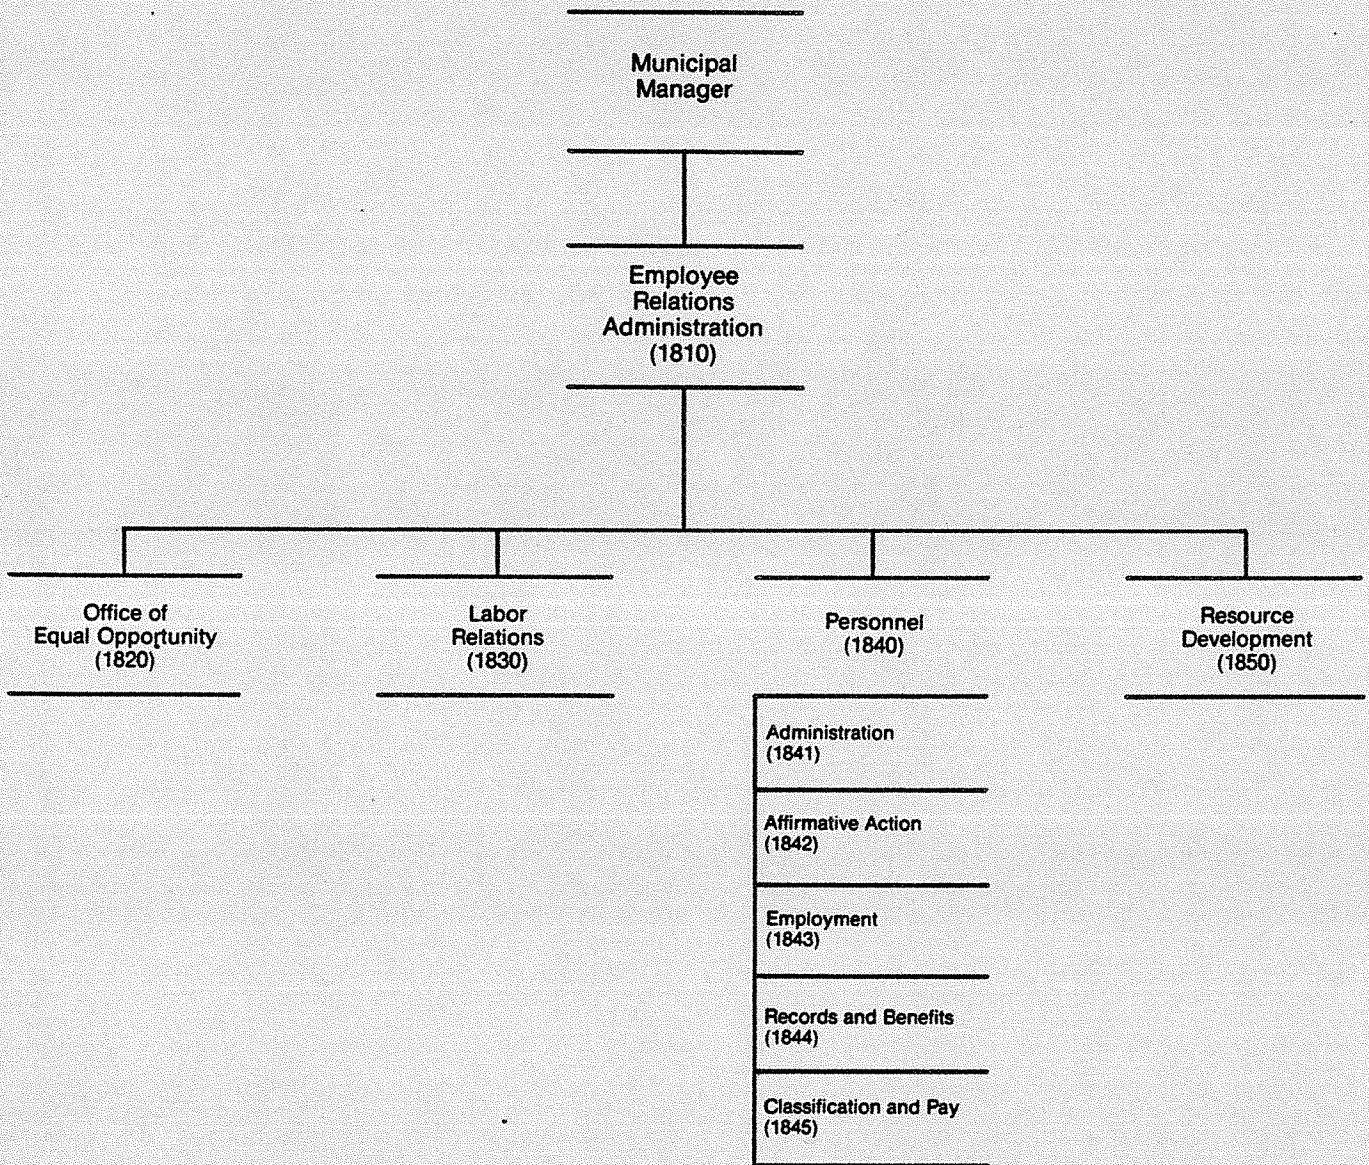 Municipal
Manager
Employee
Relations
Administration
(1810)
Office of
Equal Opportunity
(1820)
Labor
Relations
(1830)
Personnel
(1840)
Resource
Development
(1850)
Administration
(1841)
Affirmative Action
(1842)
Employment
(1843)
Records and Benefits
(1844)
Classification and Pay
(1845)